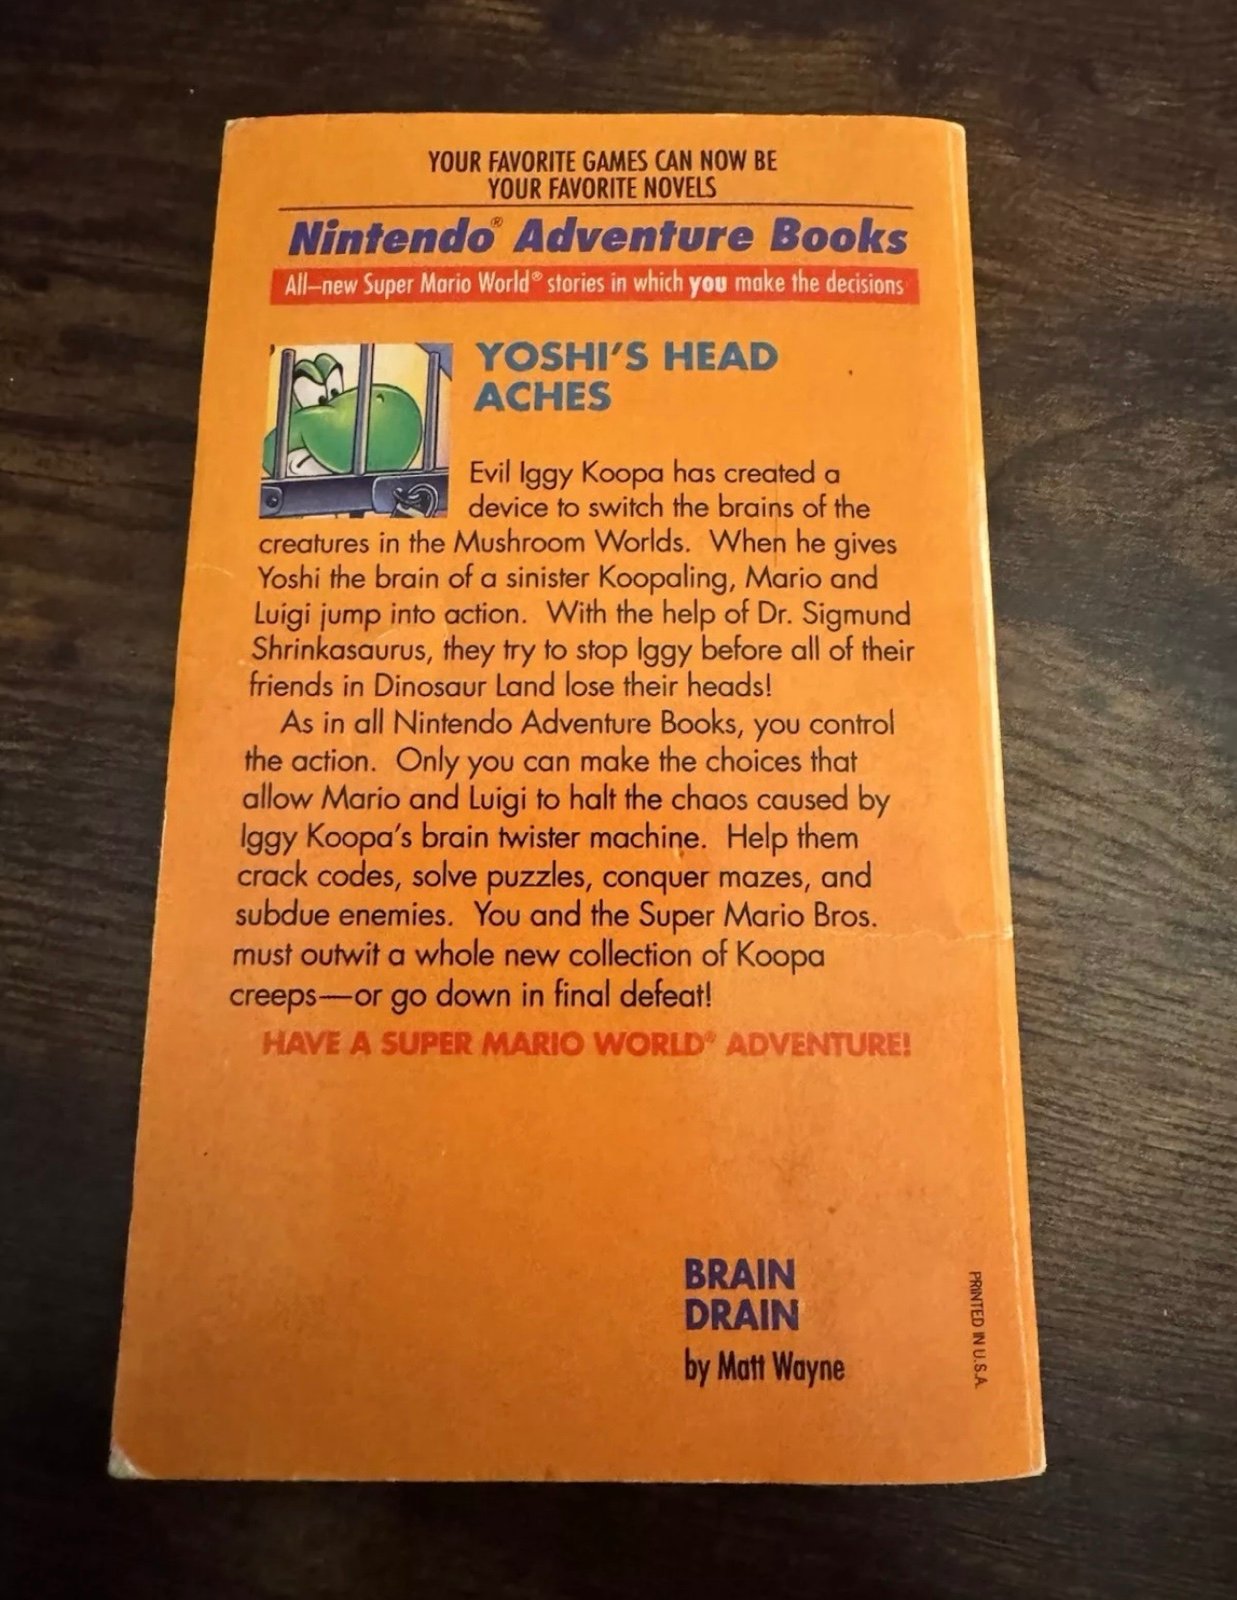 YOUR FAVORITE GAMES CAN NOW BE
YOUR FAVORITE NOVELS
Nintendo® Adventure Books
All–new Super Mario World® stories in which you make the decisions
YOSHI'S HEAD
ACHES
Evil Iggy Koopa has created a
device to switch the brains of the
creatures in the Mushroom Worlds. When he gives
Yoshi the brain of a sinister Koopaling, Mario and
Luigi jump into action. With the help of Dr. Sigmund
Shrinkasaurus, they try to stop Iggy before all of their
friends in Dinosaur Land lose their heads!
As in all Nintendo Adventure Books, you control
the action. Only you can make the choices that
allow Mario and Luigi to halt the chaos caused by
Iggy Koopa's brain twister machine. Help them
crack codes, solve puzzles, conquer mazes, and
subdue enemies. You and the Super Mario Bros.
must outwit a whole new collection of Koopa
creeps—or go down in final defeat!
HAVE A SUPER MARIO WORLD® ADVENTURE!
BRAIN
DRAIN
by Matt Wayne
PRINTED IN U.S.A.